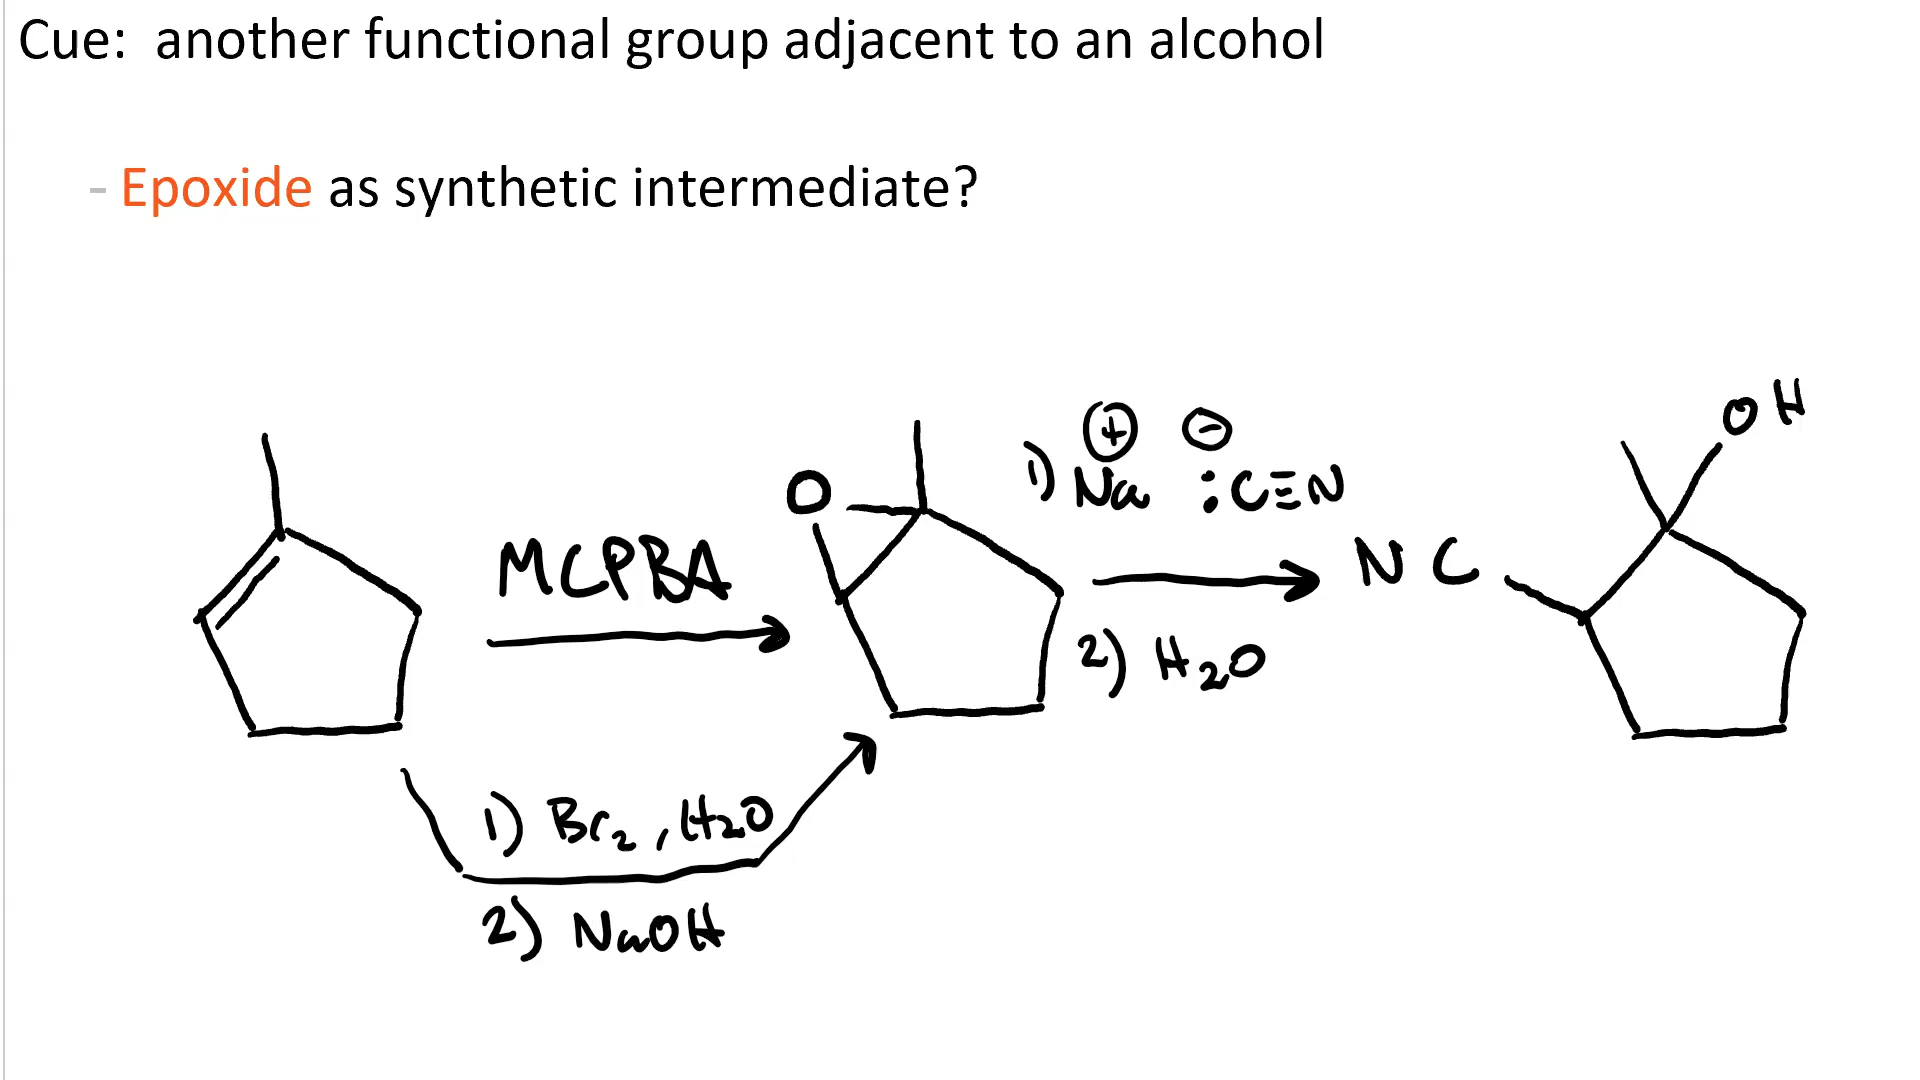 Cue: another functional group adjacent to an alcohol
- Epoxide as synthetic intermediate?
MCPBA
1) Br2, H2O
2) NaOH
O
⊕ ⊖
1) Na :C≡N
2) H2O
NC
OH